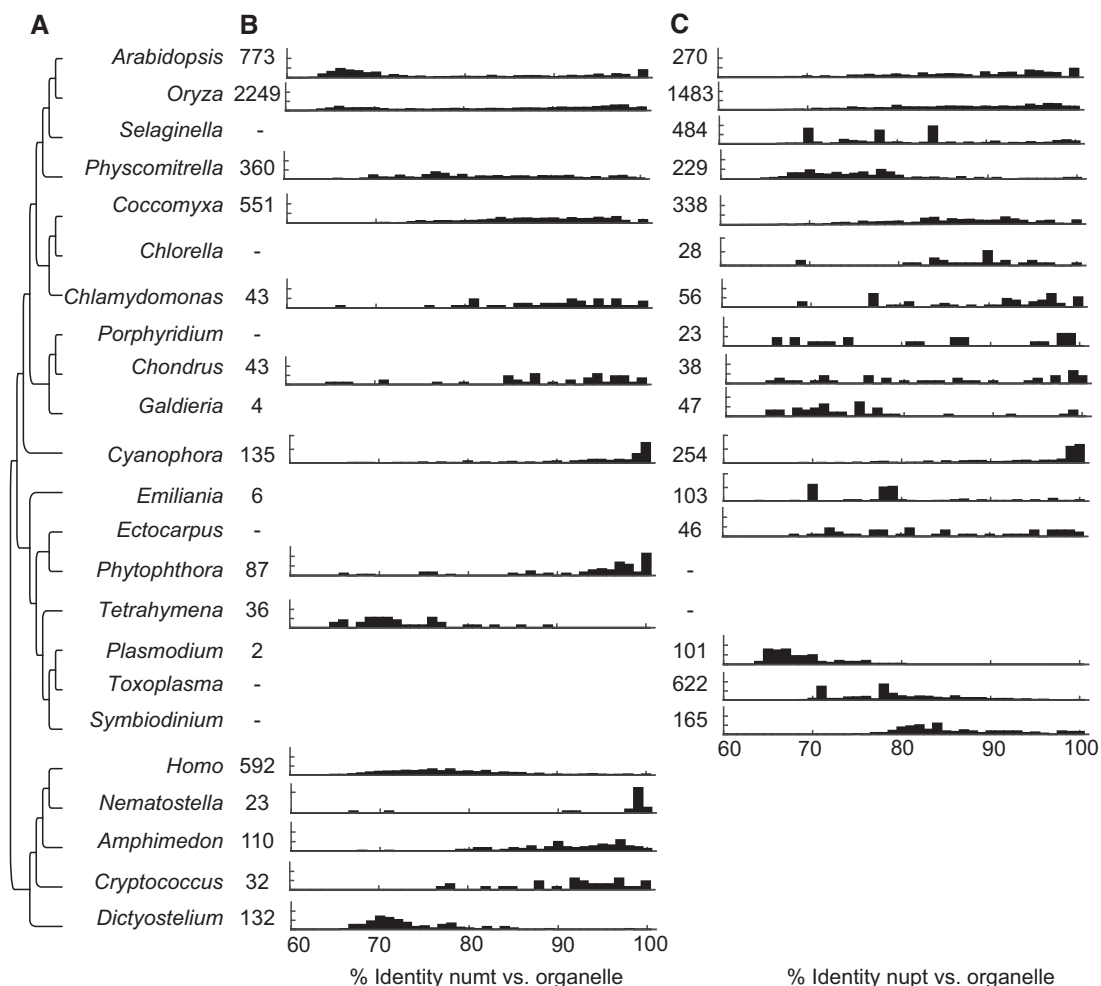 A B C
Arabidopsis 773 270
Oryza 2249 1483
Selaginella - 484
Physcomitrella 360 229
Coccomyxa 551 338
Chlorella - 28
Chlamydomonas 43 56
Porphyridium - 23
Chondrus 43 38
Galdieria 4 47
Cyanophora 135 254
Emiliania 6 103
Ectocarpus - 46
Phytophthora 87 -
Tetrahymena 36 -
Plasmodium 2 101
Toxoplasma - 622
Symbiodinium - 165
60 70 80 90 100
Homo 592
Nematostella 23
Amphimedon 110
Cryptococcus 32
Dictyostelium 132
60 70 80 90 100
% Identity numt vs. organelle % Identity nupt vs. organelle